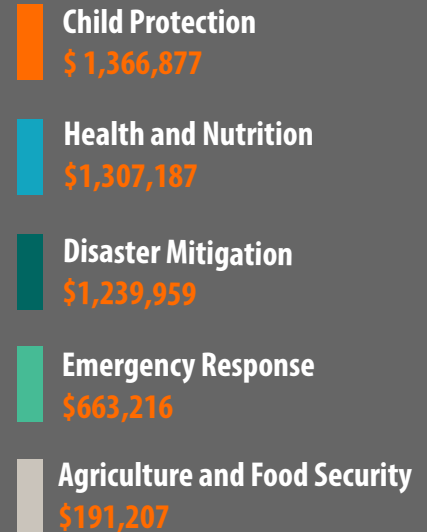 Child Protection
$ 1,366,877
Health and Nutrition
$1,307,187
Disaster Mitigation
$1,239,959
Emergency Response
$663,216
Agriculture and Food Security
$191,207